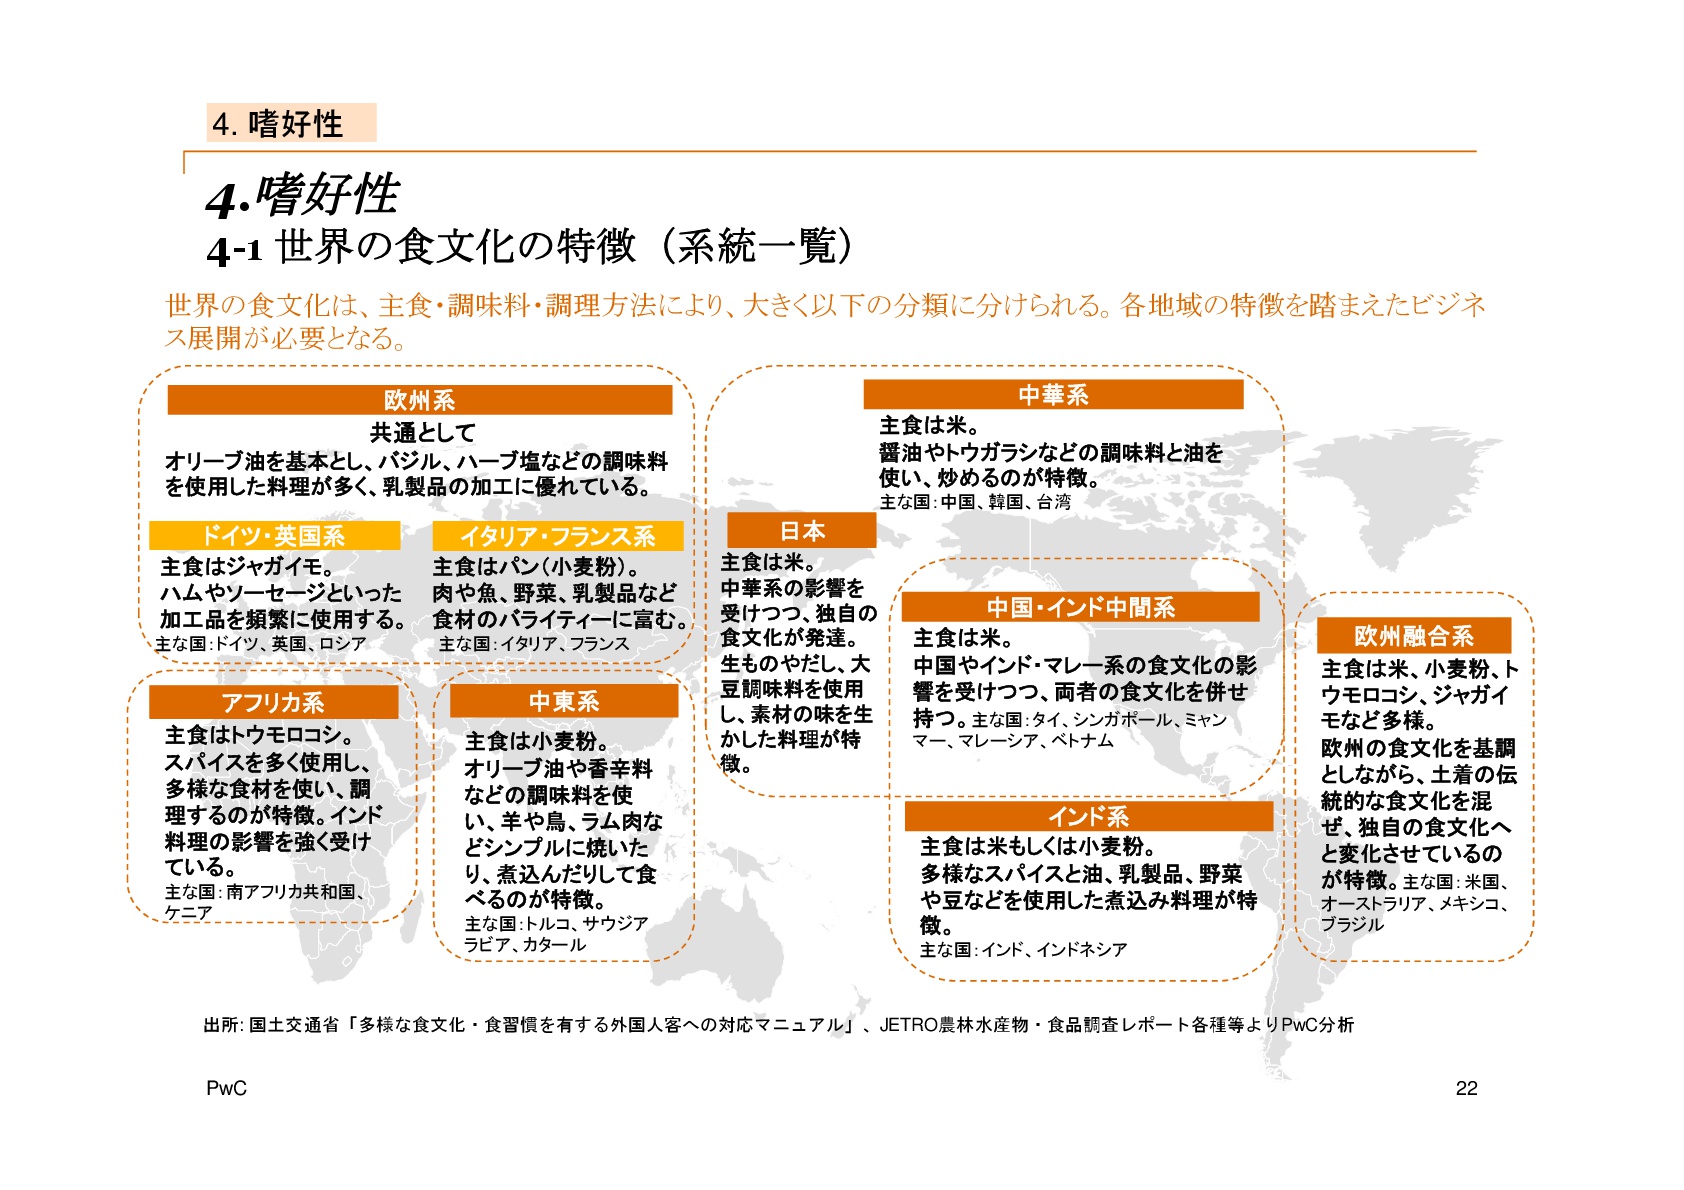 4. 嗜好性
4.嗜好性
4-1 世界の食文化の特徴（系統一覧）
世界の食文化は、主食・調味料・調理方法により、大きく以下の分類に分けられる。各地域の特徴を踏まえたビジネ
ス展開が必要となる。
欧州系
共通として
オリーブ油を基本とし、バジル、ハーブ塩などの調味料
を使用した料理が多く、乳製品の加工に優れている。
ドイツ・英国系
主食はジャガイモ。
ハムやソーセージといった
加工品を頻繁に使用する。
主な国：ドイツ、英国、ロシア
イタリア・フランス系
主食はパン（小麦粉）。
肉や魚、野菜、乳製品など
食材のバライティーに富む。
主な国：イタリア、フランス
アフリカ系
主食はトウモロコシ。
スパイスを多く使用し、
多様な食材を使い、調
理するのが特徴。インド
料理の影響を強く受け
ている。
主な国：南アフリカ共和国、
ケニア
中東系
主食は小麦粉。
オリーブ油や香辛料
などの調味料を使
い、羊や鳥、ラム肉な
どシンプルに焼いた
り、煮込んだりして食
べるのが特徴。
主な国：トルコ、サウジア
ラビア、カタール
中華系
主食は米。
醤油やトウガラシなどの調味料と油を
使い、炒めるのが特徴。
主な国：中国、韓国、台湾
日本
主食は米。
中華系の影響を
受けつつ、独自の
食文化が発達。
生ものやだし、大
豆調味料を使用
し、素材の味を生
かした料理が特
徴。
中国・インド中間系
主食は米。
中国やインド・マレー系の食文化の影
響を受けつつ、両者の食文化を併せ
持つ。主な国：タイ、シンガポール、ミャン
マー、マレーシア、ベトナム
インド系
主食は米もしくは小麦粉。
多様なスパイスと油、乳製品、野菜
や豆などを使用した煮込み料理が特
徴。
主な国：インド、インドネシア
欧州融合系
主食は米、小麦粉、ト
ウモロコシ、ジャガイ
モなど多様。
欧州の食文化を基調
としながら、土着の伝
統的な食文化を混
ぜ、独自の食文化へ
と変化させているの
が特徴。主な国：米国、
オーストラリア、メキシコ、
ブラジル
出所: 国土交通省「多様な食文化・食習慣を有する外国人客への対応マニュアル」、JETRO農林水産物・食品調査レポート各種等よりPwC分析
PwC
22